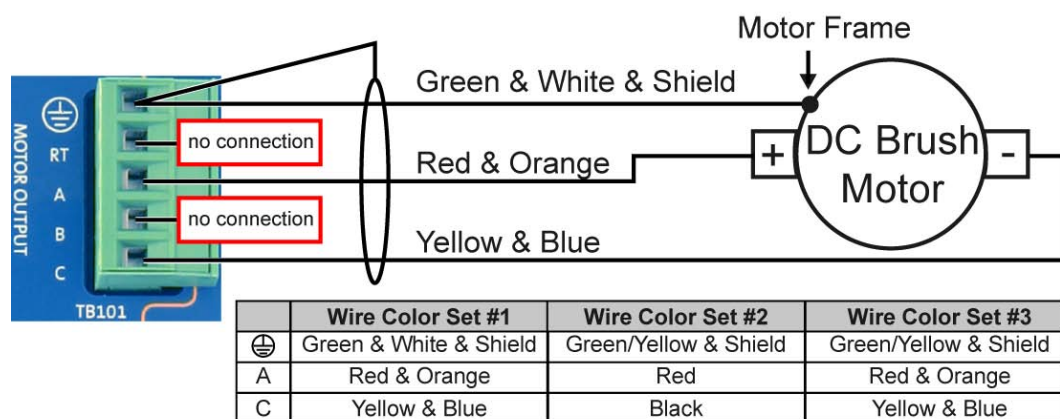 Motor Frame
Green & White & Shield
no connection
Red & Orange
no connection
Yellow & Blue
DC Brush
Motor
+
-
MOTOR OUTPUT
RT
A
B
C
TB101
Wire Color Set #1 Wire Color Set #2 Wire Color Set #3
Green & White & Shield Green/Yellow & Shield Green/Yellow & Shield
A Red & Orange Red Red & Orange
C Yellow & Blue Black Yellow & Blue